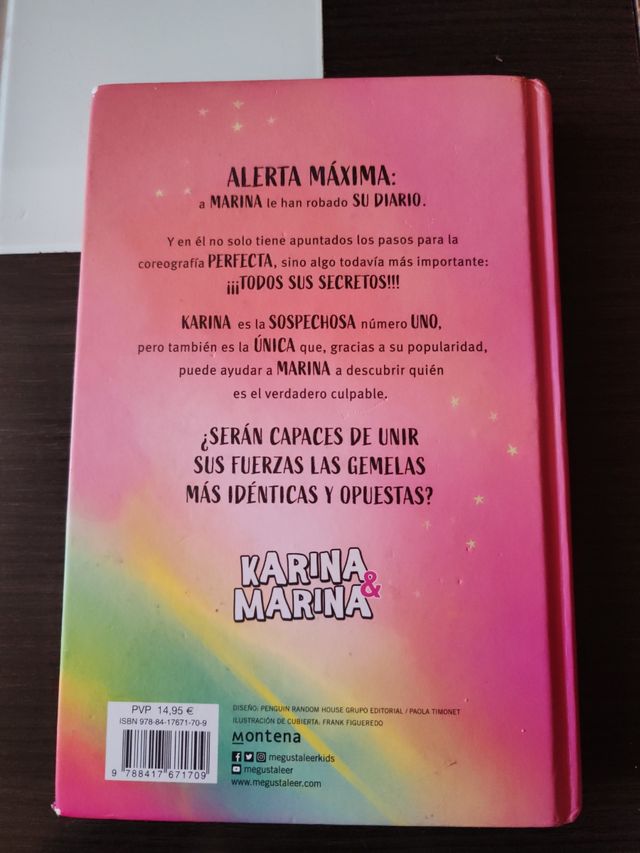 ALERTA MÁXIMA:
a MARINA le han robado SU DIARIO.
Y en él no solo tiene apuntados los pasos para la
coreografía PERFECTA, sino algo todavía más importante:
¡¡¡TODOS SUS SECRETOS!!!
KARINA es la SOSPECHOSA número UNO,
pero también es la ÚNICA que, gracias a su popularidad,
puede ayudar a MARINA a descubrir quién
es el verdadero culpable.
¿SERÁN CAPACES DE UNIR
SUS FUERZAS LAS GEMELAS
MÁS IDÉNTICAS Y OPUESTAS?
KARINA &
MARINA
PVP 14,95 €
ISBN 978-84-17671-70-9
9 788417 671709
DISEÑO: PENGUIN RANDOM HOUSE GRUPO EDITORIAL / PAOLA TIMONET
ILUSTRACIÓN DE CUBIERTA: FRANK FIGUEREDO
Montena
megustaleerkids
megustaleer
www.megustaleer.com